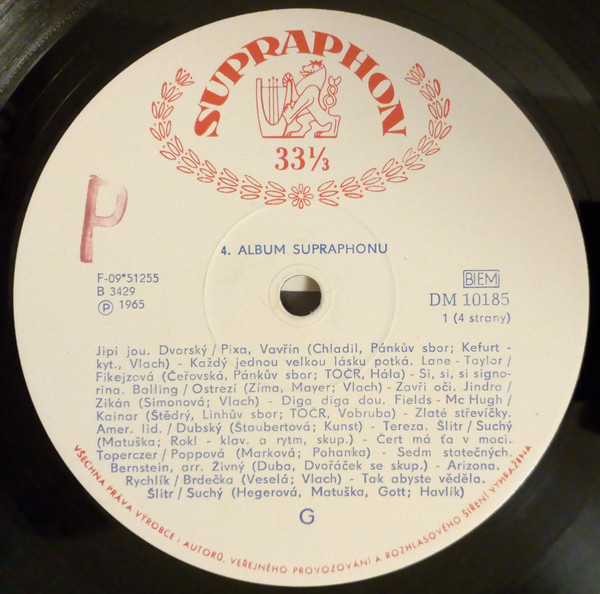 SUPRAPHON
33⅓
P
4. ALBUM SUPRAPHONU
F-09*51255
B 3429
Ⓟ 1965
BIEM
DM 10185
1 (4 strany)
Jipi jou. Dvorský / Pixa, Vavřín (Chladil, Pánkův sbor; Kefurt -
kyt., Vlach) - Každý jednou velkou lásku potká. Lane - Taylor /
Fikejzová (Čeřovská, Pánkův sbor; TOČR, Hála) - Si, si, si signo-
rina. Balling / Ostrezí (Zíma, Mayer; Vlach) - Zavři oči. Jindra /
Zikán (Simonová; Vlach) - Diga diga dou. Fields - Mc Hugh /
Kainar (Štědrý, Linhův sbor; TOČR, Vobruba) - Zlaté střevíčky.
Amer. lid. / Dubský (Štaubertová; Kunst) - Tereza. Šlitr / Suchý
(Matuška; Rokl - klav. a rytm. skup.) - Čert má ťa v moci.
Toperczer / Poppová (Marková; Pohanka) - Sedm statečných.
Bernstein, arr. Živný (Duba, Dvořáček se skup.) - Arizona.
Rychlík / Brdečka (Veselá; Vlach) - Tak abyste věděla.
Šlitr / Suchý (Hegerová, Matuška, Gott; Havlík)
G
VŠECHNA PRÁVA VÝROBCE I AUTORŮ, VEŘEJNÉHO PROVOZOVÁNÍ A ROZHLASOVÉHO ŠÍŘENÍ VYHRAŽENA